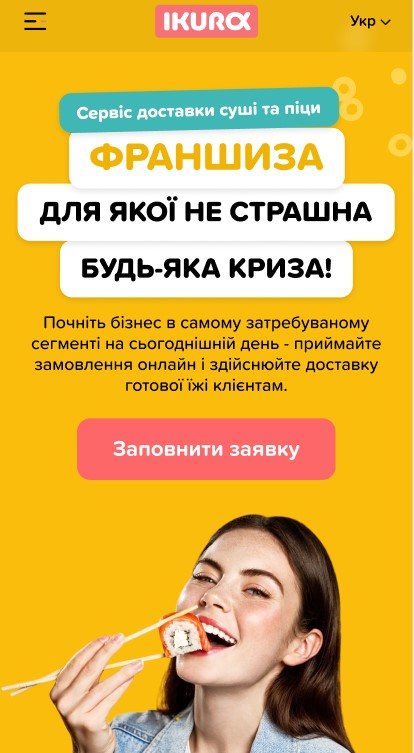 IKURA
Укр
Сервіс доставки суші та піци
ФРАНШИЗА
ДЛЯ ЯКОЇ НЕ СТРАШНА
БУДЬ-ЯКА КРИЗА!
Почніть бізнес в самому затребуваному
сегменті на сьогоднішній день - приймайте
замовлення онлайн і здійснюйте доставку
готової їжі клієнтам.
Заповнити заявку